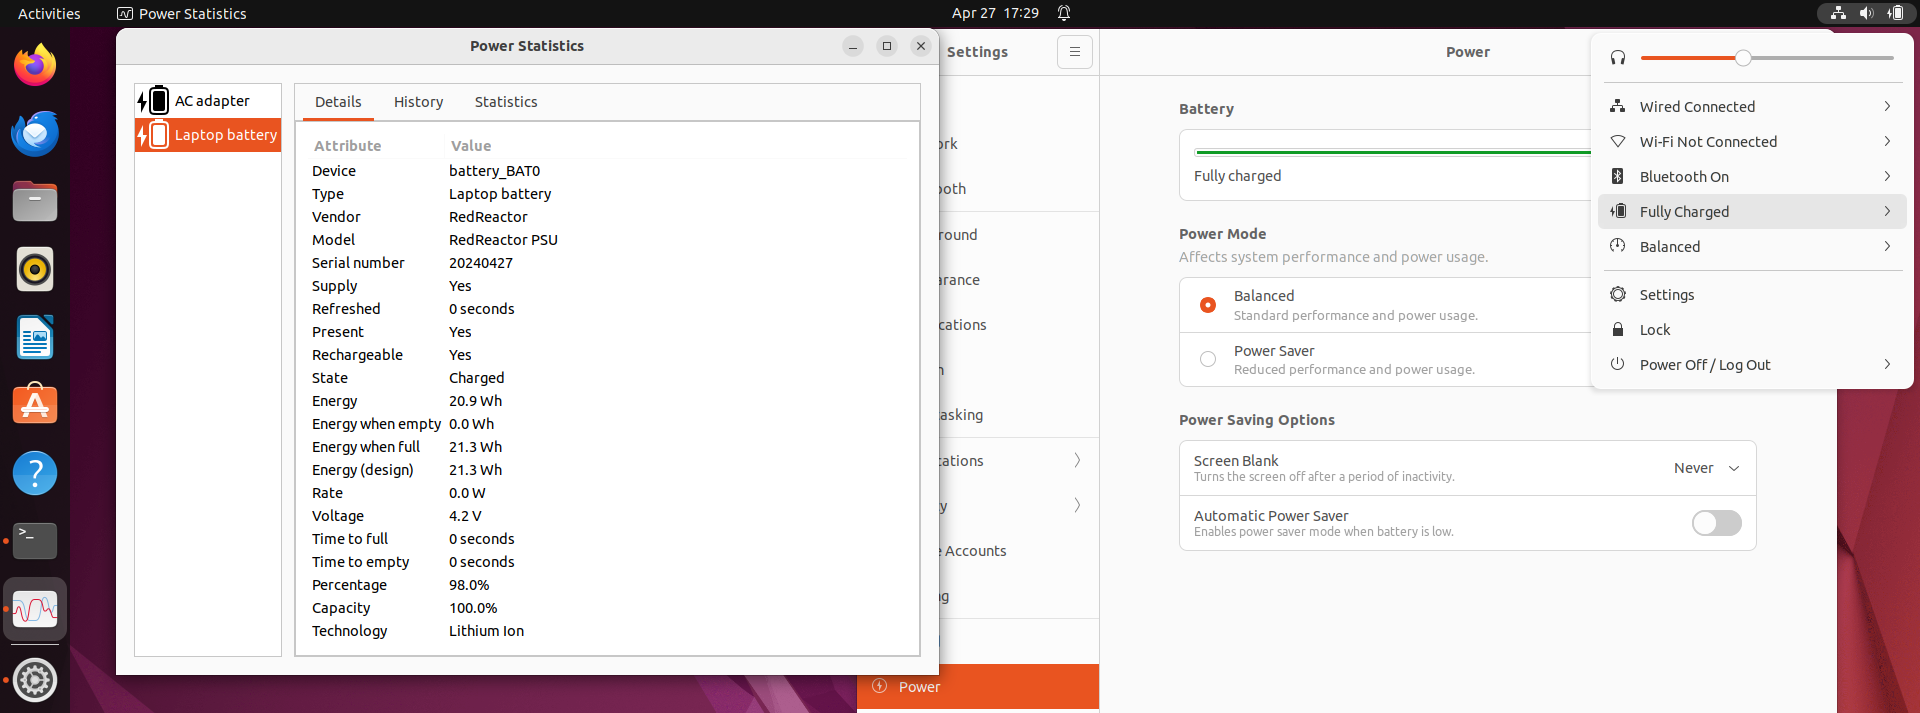 Activities
Power Statistics
Apr 27 17:29
Power Statistics
AC adapter
Laptop battery
Details History Statistics
Attribute Value
Device battery_BAT0
Type Laptop battery
Vendor RedReactor
Model RedReactor PSU
Serial number 20240427
Supply Yes
Refreshed 0 seconds
Present Yes
Rechargeable Yes
State Charged
Energy 20.9 Wh
Energy when empty 0.0 Wh
Energy when full 21.3 Wh
Energy (design) 21.3 Wh
Rate 0.0 W
Voltage 4.2 V
Time to full 0 seconds
Time to empty 0 seconds
Percentage 98.0%
Capacity 100.0%
Technology Lithium Ion
Settings
ork
ooth
ound
arance
cations
n
asking
cations
y
e Accounts
ng
Power
Power
Battery
Fully charged
Power Mode
Affects system performance and power usage.
Balanced
Standard performance and power usage.
Power Saver
Reduced performance and power usage.
Power Saving Options
Screen Blank
Turns the screen off after a period of inactivity.
Never
Automatic Power Saver
Enables power saver mode when battery is low.
Wired Connected
Wi-Fi Not Connected
Bluetooth On
Fully Charged
Balanced
Settings
Lock
Power Off / Log Out